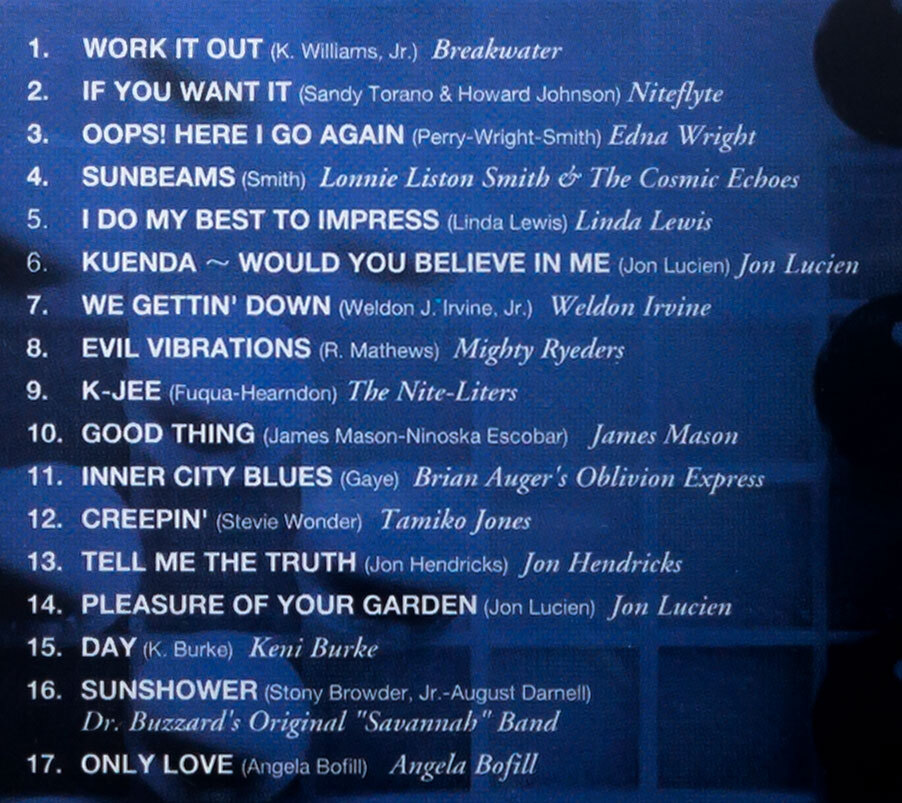 1. WORK IT OUT (K. Williams, Jr.) Breakwater
2. IF YOU WANT IT (Sandy Torano & Howard Johnson) Niteflyte
3. OOPS! HERE I GO AGAIN (Perry-Wright-Smith) Edna Wright
4. SUNBEAMS (Smith) Lonnie Liston Smith & The Cosmic Echoes
5. I DO MY BEST TO IMPRESS (Linda Lewis) Linda Lewis
6. KUENDA ~ WOULD YOU BELIEVE IN ME (Jon Lucien) Jon Lucien
7. WE GETTIN' DOWN (Weldon J. Irvine, Jr.) Weldon Irvine
8. EVIL VIBRATIONS (R. Mathews) Mighty Ryeders
9. K-JEE (Fuqua-Hearndon) The Nite-Liters
10. GOOD THING (James Mason-Ninoska Escobar) James Mason
11. INNER CITY BLUES (Gaye) Brian Auger's Oblivion Express
12. CREEPIN' (Stevie Wonder) Tamiko Jones
13. TELL ME THE TRUTH (Jon Hendricks) Jon Hendricks
14. PLEASURE OF YOUR GARDEN (Jon Lucien) Jon Lucien
15. DAY (K. Burke) Keni Burke
16. SUNSHOWER (Stony Browder, Jr.-August Darnell)
Dr. Buzzard's Original "Savannah" Band
17. ONLY LOVE (Angela Bofill) Angela Bofill